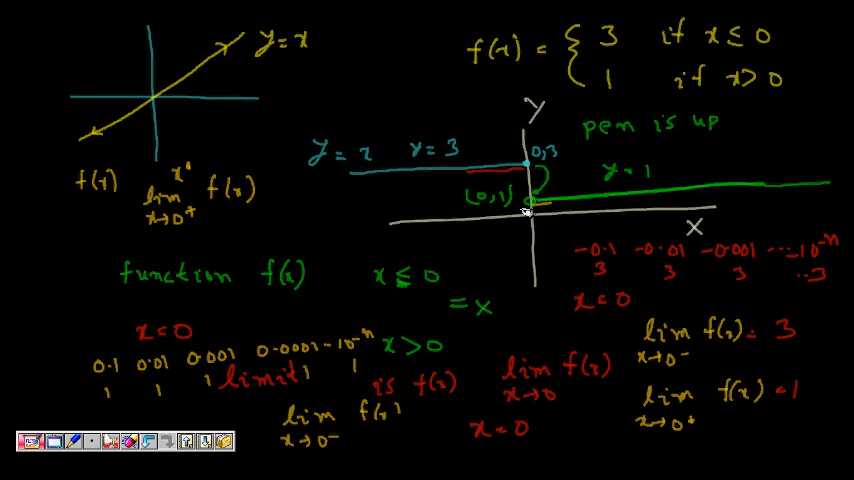 y = x
f(x) = { 3 if x ≤ 0
1 if x > 0
y
pen is up
y = x y = 3 0,3
y = 1
f(x) lim x→0+ f(x)
(0,1)
x
-0.1 -0.01 -0.001 ---- -10^-n
3 3 3 ..3
function f(x) x ≤ 0
= x
x = 0
x = 0
lim x→0- f(x) = 3
x > 0
0.1 0.01 0.001 0.0001 -- 10^-n
1 1 1 1 1
limit is f(x)
lim x→0 f(x)
lim x→0+ f(x) = 1
lim x→0- f(x)
x = 0